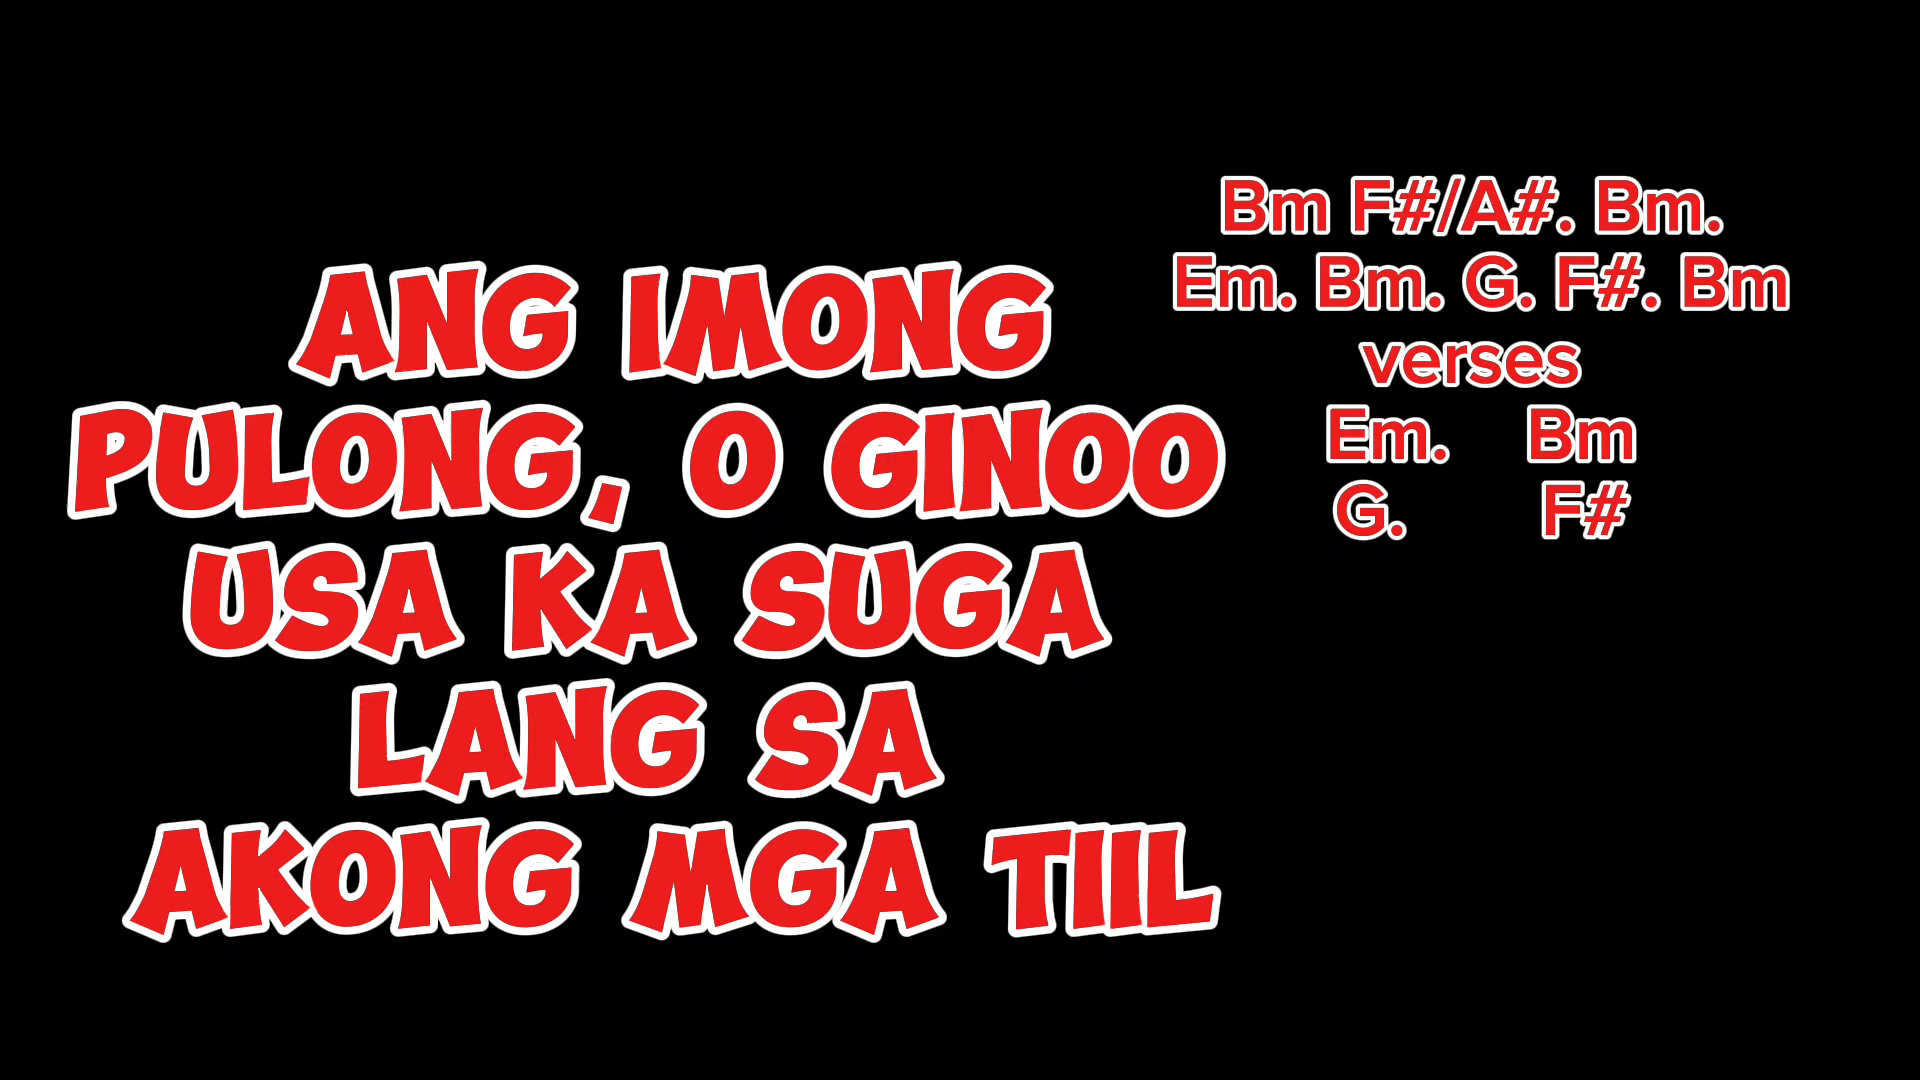 ANG IMONG
PULONG, O GINOO
USA KA SUGA
LANG SA
AKONG MGA TIIL
Bm F#/A#. Bm.
Em. Bm. G. F#. Bm
verses
Em. Bm
G. F#